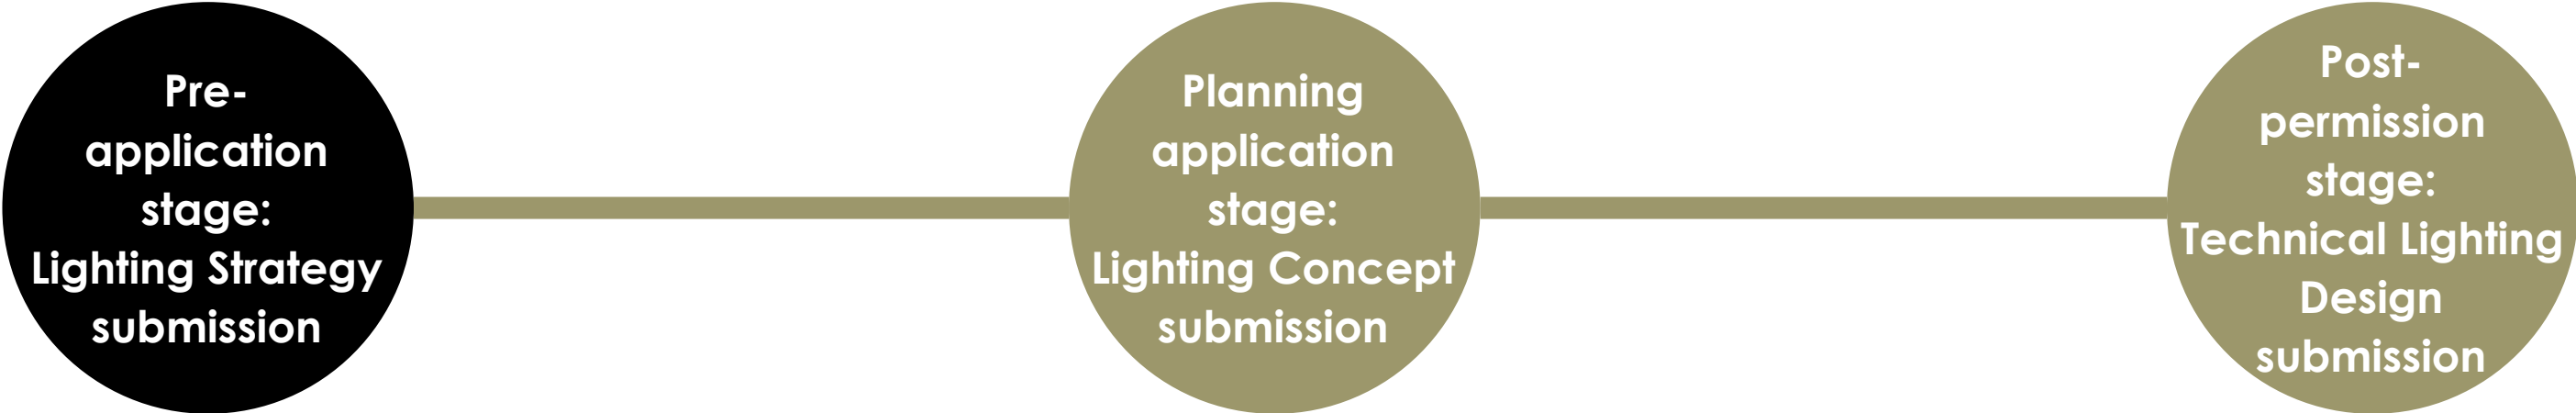 Pre-
application
stage:
Lighting Strategy
submission
Planning
application
stage:
Lighting Concept
submission
Post-
permission
stage:
Technical Lighting
Design
submission